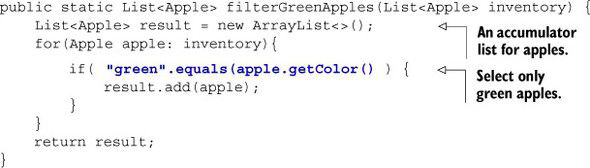 public static List<Apple> filterGreenApples(List<Apple> inventory) {
    List<Apple> result = new ArrayList<>();
An accumulator
list for apples.
    for(Apple apple: inventory){
        if( "green".equals(apple.getColor() ) {
Select only
green apples.
            result.add(apple);
        }
    }
    return result;
}